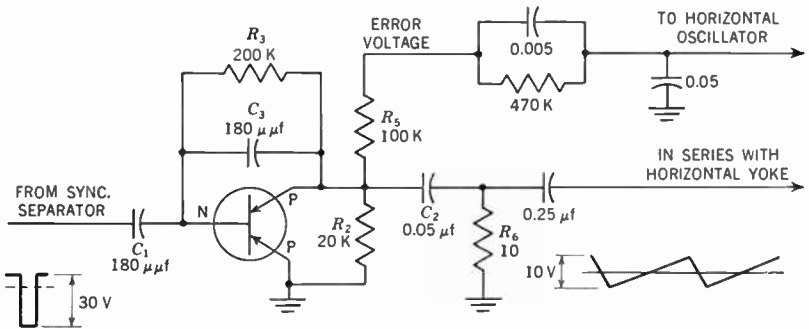 R3
200 K
C3
180 μμf
ERROR
VOLTAGE
0.005
470 K
TO HORIZONTAL
OSCILLATOR
0.05
R5
100 K
FROM SYNC.
SEPARATOR
C1
180 μμf
N
P
P
R2
20 K
C2
0.05 μf
R6
10
0.25 μf
IN SERIES WITH
HORIZONTAL YOKE
30 V
10 V